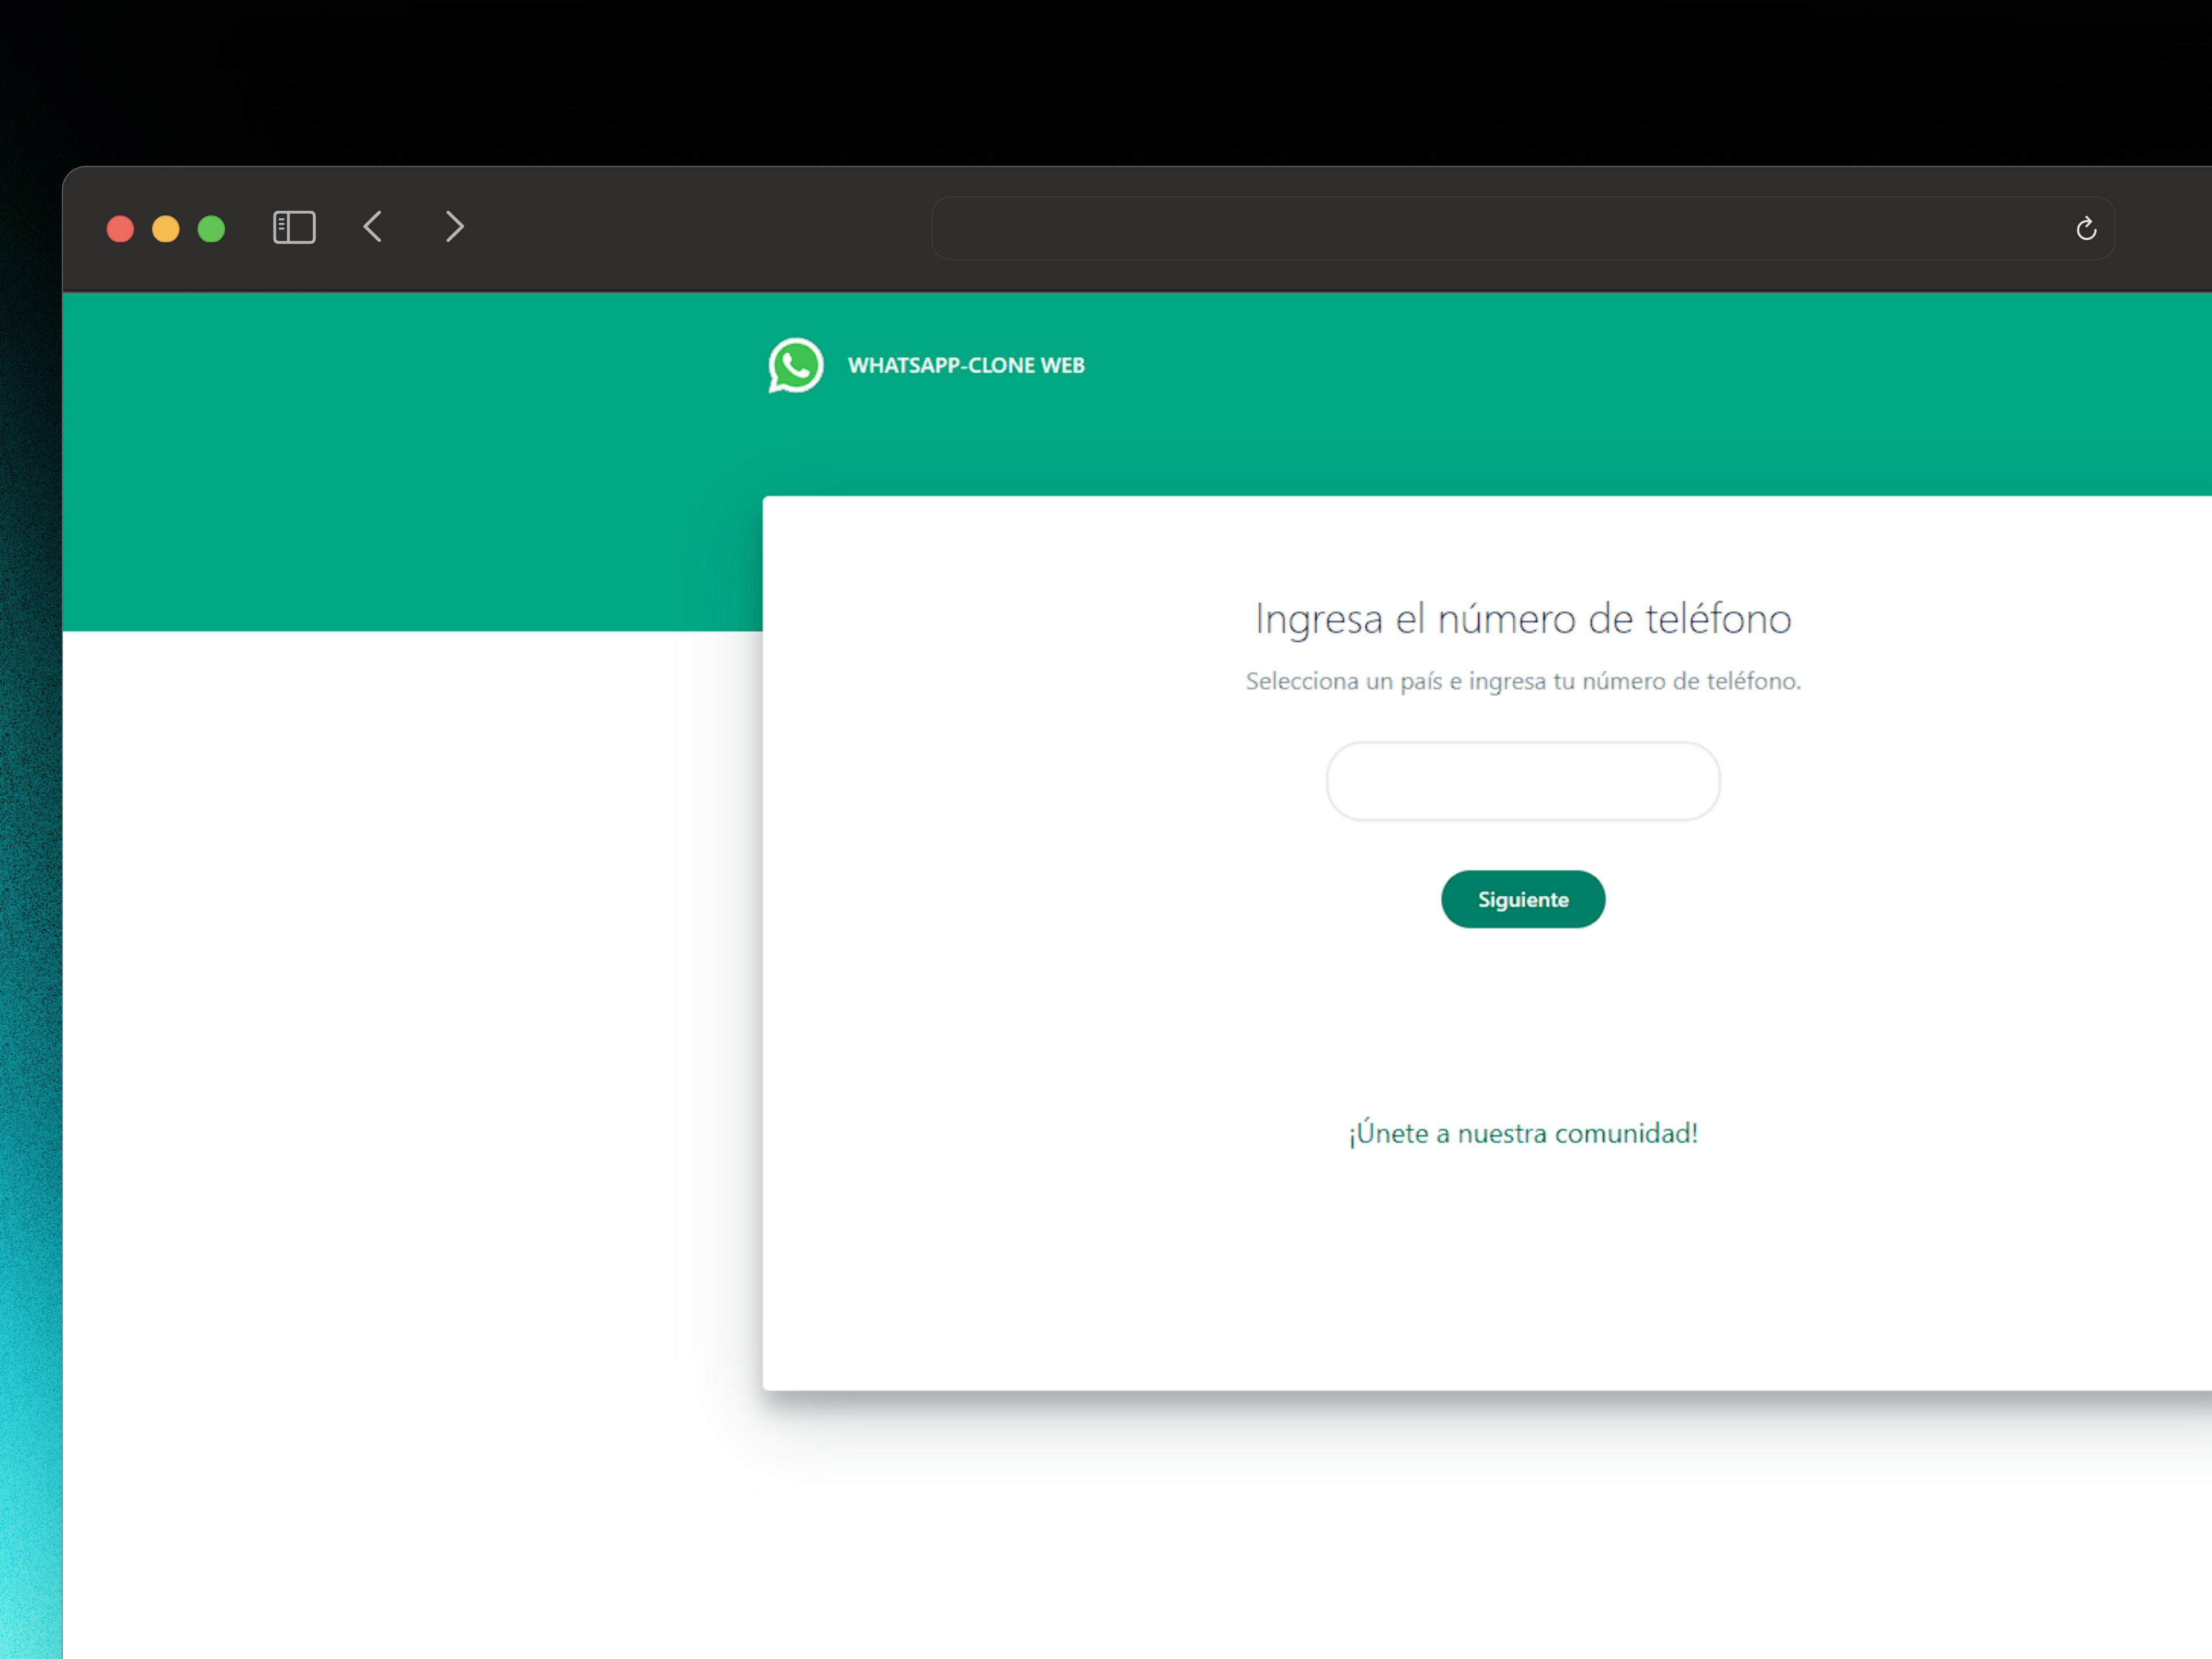 WHATSAPP-CLONE WEB
Ingresa el número de teléfono
Selecciona un país e ingresa tu número de teléfono.
Siguiente
¡Únete a nuestra comunidad!